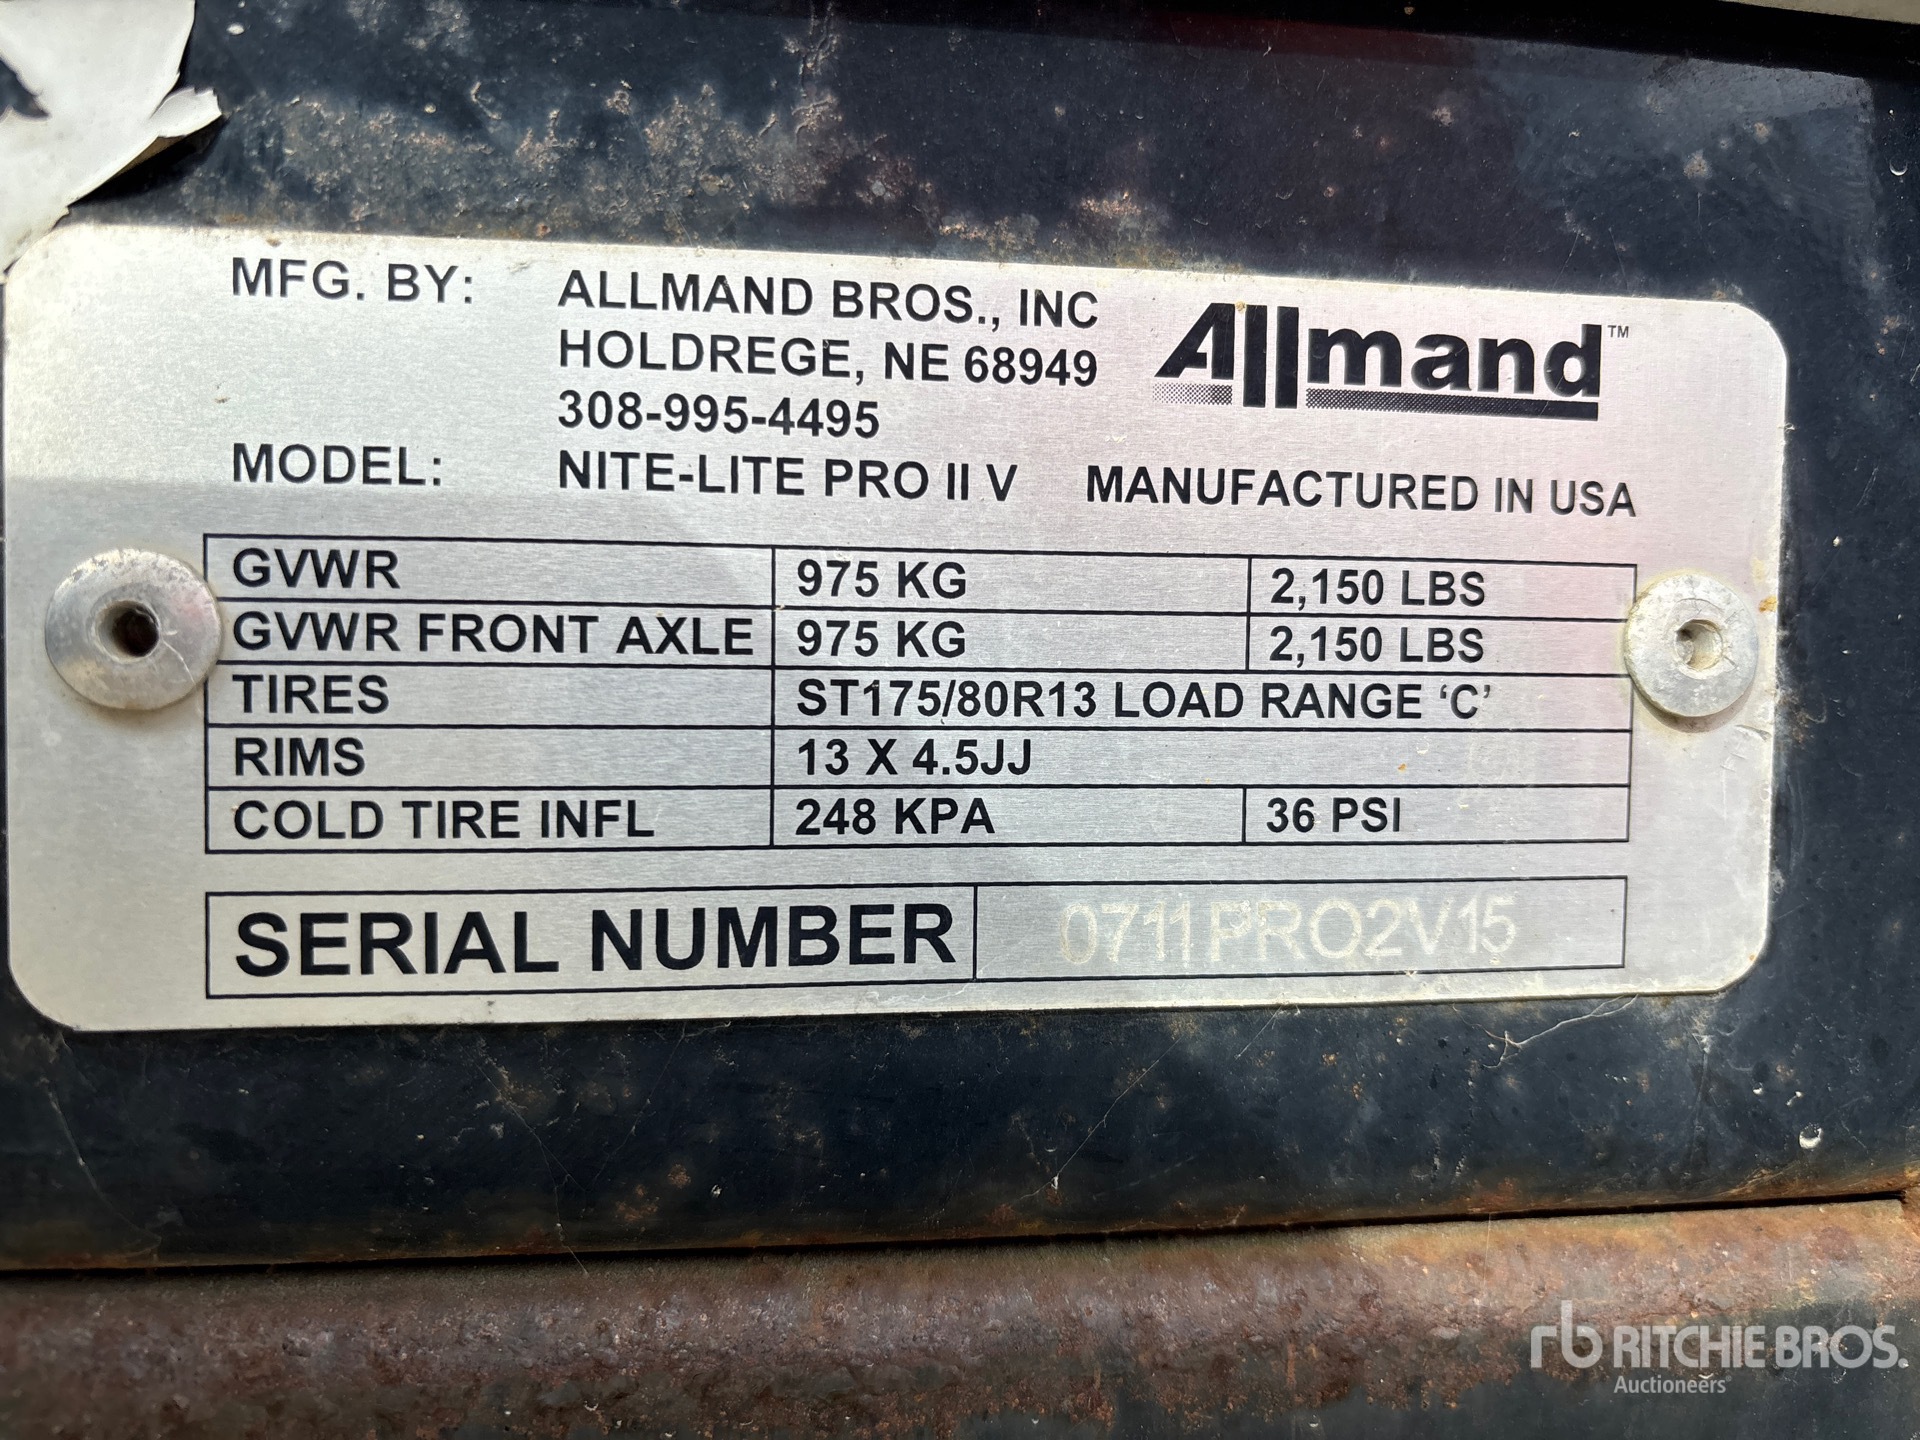 MFG. BY: ALLMAND BROS., INC
HOLDREGE, NE 68949
308-995-4495
Allmand™
MODEL: NITE-LITE PRO II V MANUFACTURED IN USA
GVWR 975 KG 2,150 LBS
GVWR FRONT AXLE 975 KG 2,150 LBS
TIRES ST175/80R13 LOAD RANGE ‘C’
RIMS 13 X 4.5JJ
COLD TIRE INFL 248 KPA 36 PSI
SERIAL NUMBER 0711PRO2V15
rb RITCHIE BROS.
Auctioneers